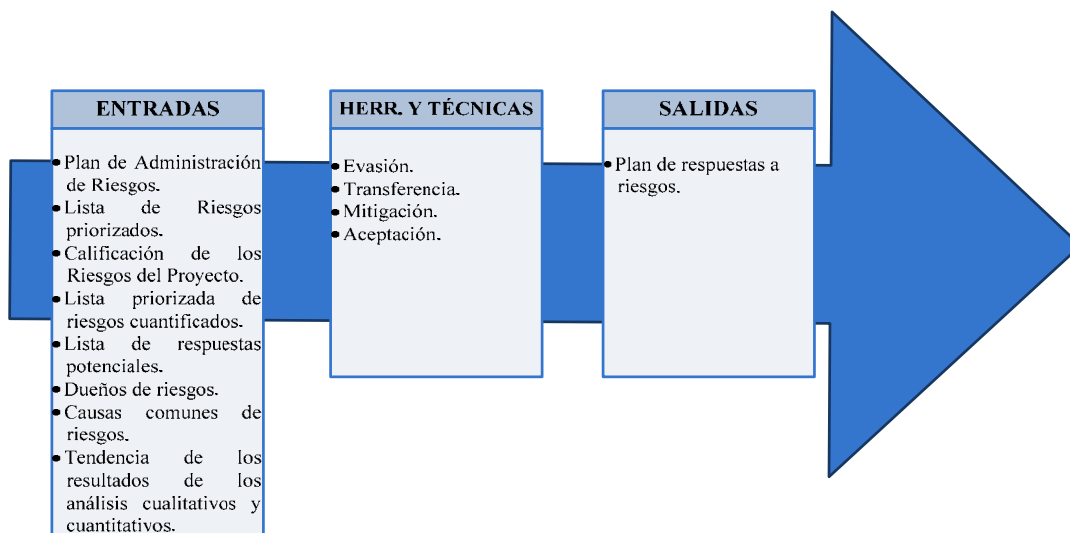 ENTRADAS
• Plan de Administración
de Riesgos.
• Lista de Riesgos
priorizados.
• Calificación de los
Riesgos del Proyecto.
• Lista priorizada de
riesgos cuantificados.
• Lista de respuestas
potenciales.
• Dueños de riesgos.
• Causas comunes de
riesgos.
• Tendencia de los
resultados de los
análisis cualitativos y
cuantitativos.
HERR. Y TÉCNICAS
• Evasión.
• Transferencia.
• Mitigación.
• Aceptación.
SALIDAS
• Plan de respuestas a
riesgos.